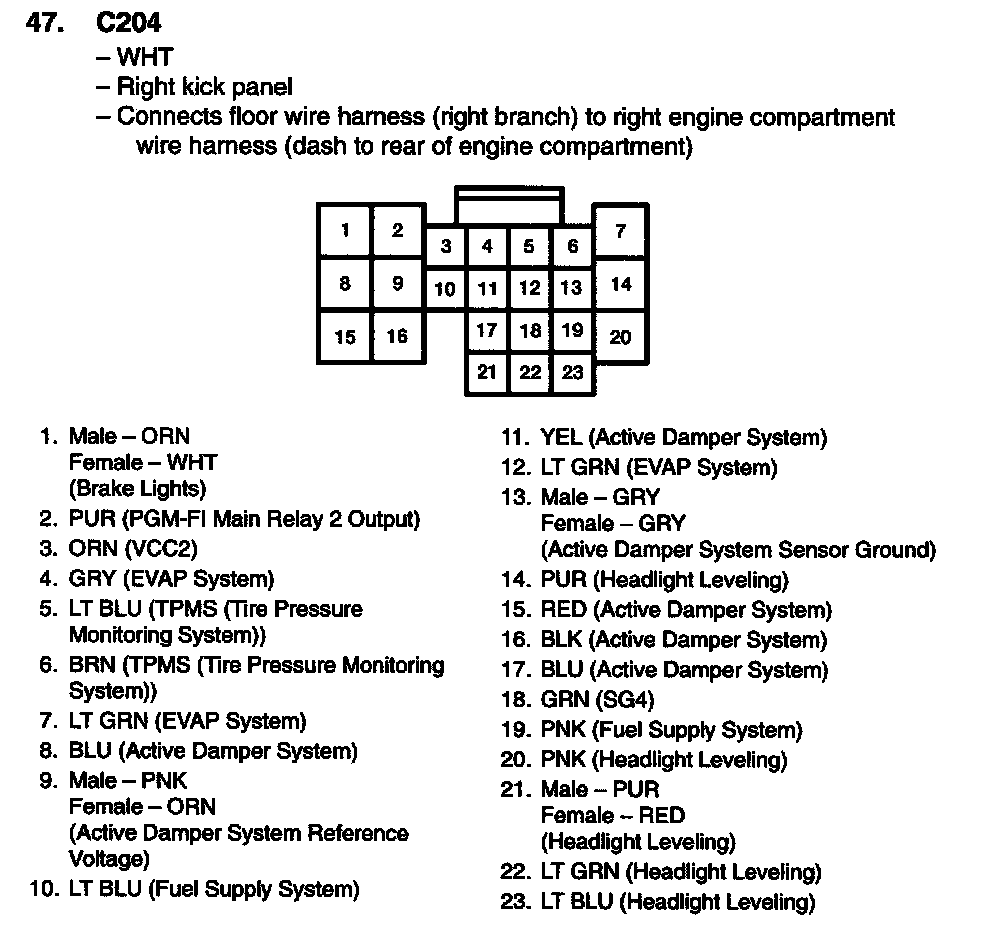 47. C204
– WHT
– Right kick panel
– Connects floor wire harness (right branch) to right engine compartment
wire harness (dash to rear of engine compartment)
1 2 7
3 4 5 6
8 9 10 11 12 13 14
15 16 17 18 19 20
21 22 23
1. Male – ORN
Female – WHT
(Brake Lights)
2. PUR (PGM-FI Main Relay 2 Output)
3. ORN (VCC2)
4. GRY (EVAP System)
5. LT BLU (TPMS (Tire Pressure
Monitoring System))
6. BRN (TPMS (Tire Pressure Monitoring
System))
7. LT GRN (EVAP System)
8. BLU (Active Damper System)
9. Male – PNK
Female – ORN
(Active Damper System Reference
Voltage)
10. LT BLU (Fuel Supply System)
11. YEL (Active Damper System)
12. LT GRN (EVAP System)
13. Male – GRY
Female – GRY
(Active Damper System Sensor Ground)
14. PUR (Headlight Leveling)
15. RED (Active Damper System)
16. BLK (Active Damper System)
17. BLU (Active Damper System)
18. GRN (SG4)
19. PNK (Fuel Supply System)
20. PNK (Headlight Leveling)
21. Male – PUR
Female – RED
(Headlight Leveling)
22. LT GRN (Headlight Leveling)
23. LT BLU (Headlight Leveling)